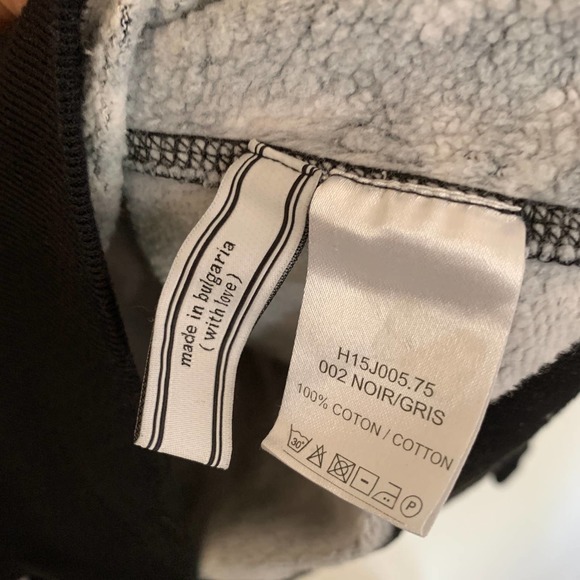 made in bulgaria
(with love)
H15J005.75
002 NOIR/GRIS
100% COTON / COTTON
30°
P